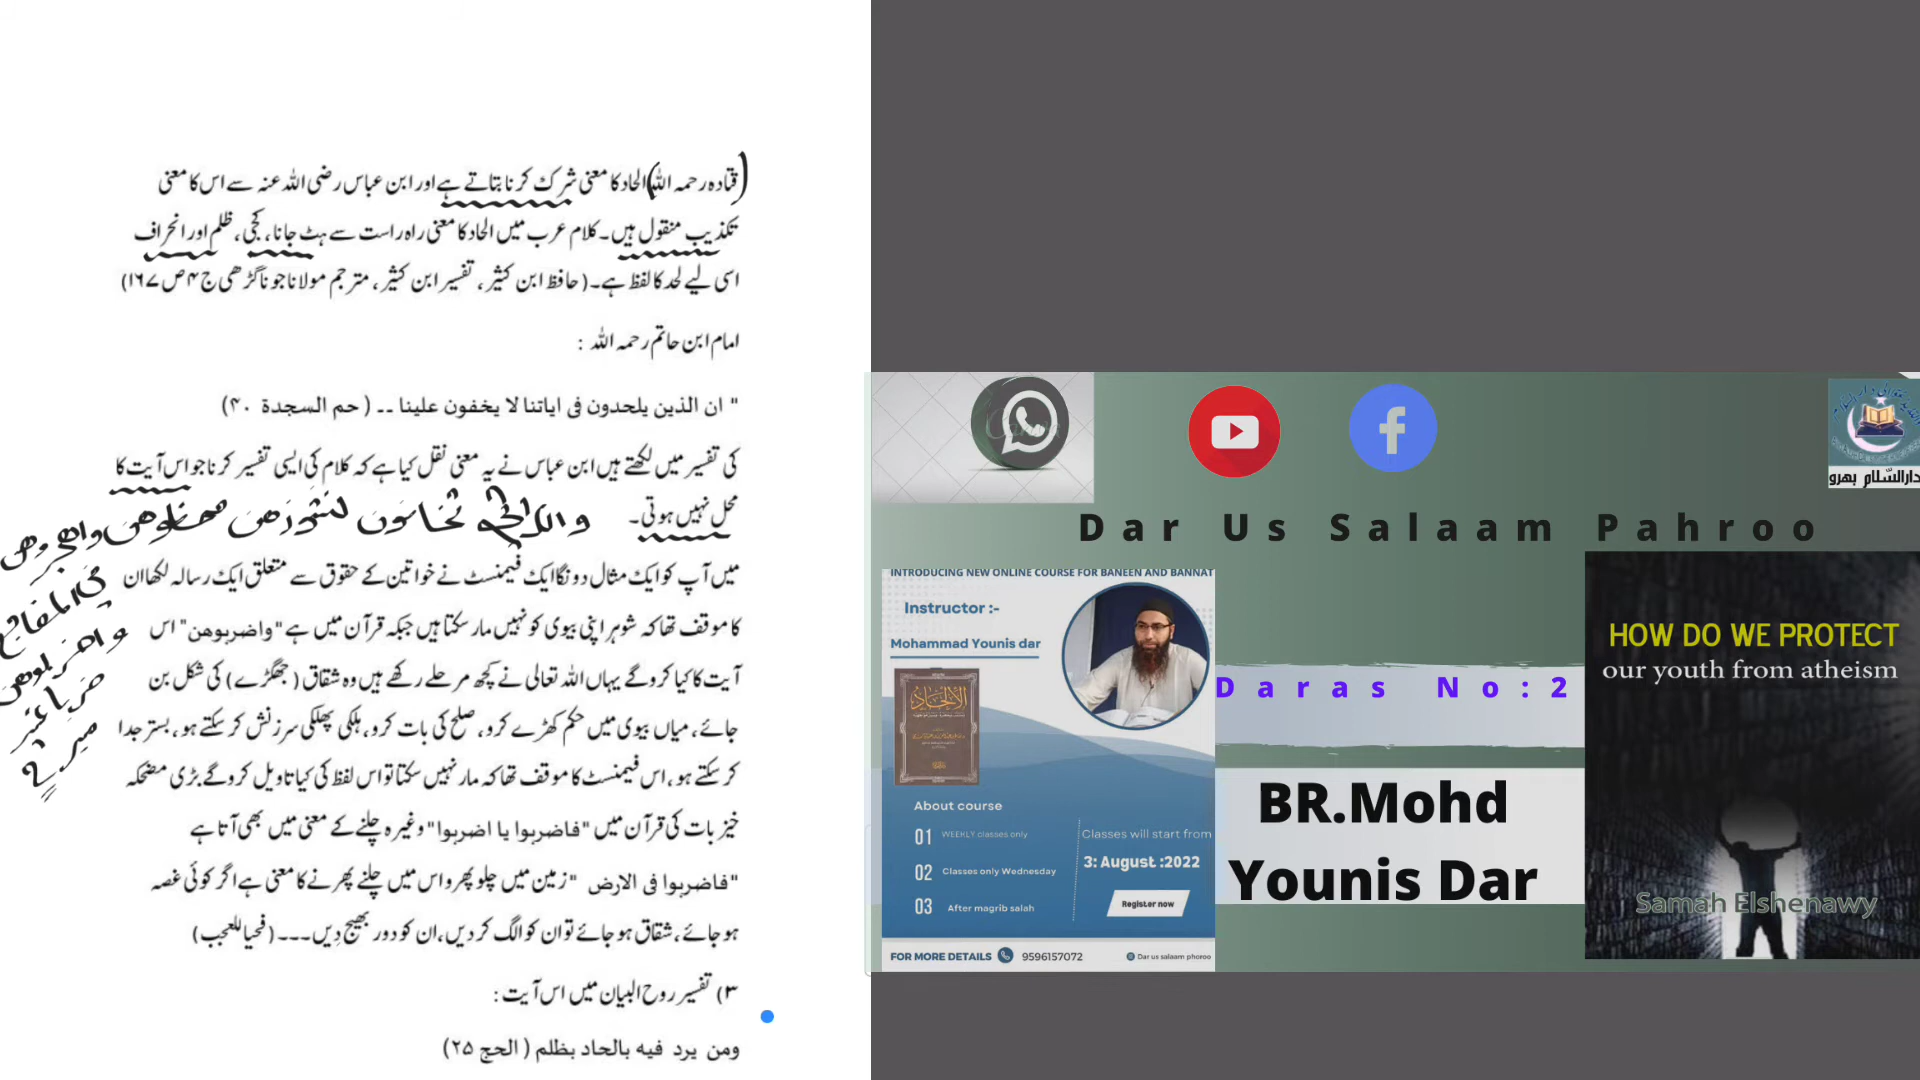 (قتادہ رحمہ اللہ) الحاد کا معنی شرک کرنا بتاتے ہے اور ابن عباس رضی اللہ عنہ سے اس کا معنی
تکذیب منقول ہیں۔ کلام عرب میں الحاد کا معنی راہ راست سے ہٹ جانا، کجی، ظلم اور انحراف
اسی لیے لحد کا لفظ ہے۔ (حافظ ابن کثیر، تفسیر ابن کثیر، مترجم مولانا جوناگڑھی ج ۴ ص ۱۶۷)
امام ابن حاتم رحمہ اللہ :
" ان الذین یلحدون فی ایاتنا لا یخفون علینا ۔۔ ( حم السجدۃ ۴۰)
کی تفسیر میں لکھتے ہیں ابن عباس نے یہ معنی نقل کیا ہے کہ کلام کی ایسی تفسیر کرنا جو اس آیت کا
محل نہیں ہوتی۔
میں آپ کو ایک مثال دونگا ایک فیمنسٹ نے خواتین کے حقوق سے متعلق ایک رسالہ لکھا ان
کا موقف تھا کہ شوہر اپنی بیوی کو نہیں مار سکتا ہیں جبکہ قرآن میں ہے "واضربوھن" اس
آیت کا کیا کروگے یہاں اللہ تعالی نے کچھ مرحلے رکھے ہیں وہ شقاق ( جھگڑے ) کی شکل بن
جائے، میاں بیوی میں حکم کھڑے کرو، صلح کی بات کرو، ہلکی پھلکی سرزنش کر سکتے ہو، بستر جدا
کر سکتے ہو، اس فیمنسٹ کا موقف تھا کہ مار نہیں سکتا تو اس لفظ کی کیا تاویل کروگے بڑی مضحکہ
خیز بات کی قرآن میں "فاضربوا یا اضربوا" وغیرہ چلنے کے معنی میں بھی آتا ہے
"فاضربوا فی الارض " زمین میں چلو پھرو اس میں چلنے پھرنے کا معنی ہے اگر کوئی غصہ
ہو جائے، شقاق ہو جائے تو ان کو الگ کر دیں، ان کو دور بھیج دیں۔۔۔ (فحیا للعجب)
۳) تفسیر روح البیان میں اس آیت :
ومن یرد فیہ بالحاد بظلم ( الحج ۲۵)
دارالسّلام پھرو
Dar Us Salaam Pahroo
INTRODUCING NEW ONLINE COURSE FOR BANEEN AND BANNAT
Instructor :-
Mohammad Younis dar
الإلحاد
About course
01 WEEKLY classes only
02 Classes only Wednesday
03 After magrib salah
Classes will start from
3: August :2022
Register now
FOR MORE DETAILS 9596157072 Dar us salaam phoroo
Daras No:2
BR.Mohd
Younis Dar
HOW DO WE PROTECT
our youth from atheism
Samah Elshenawy